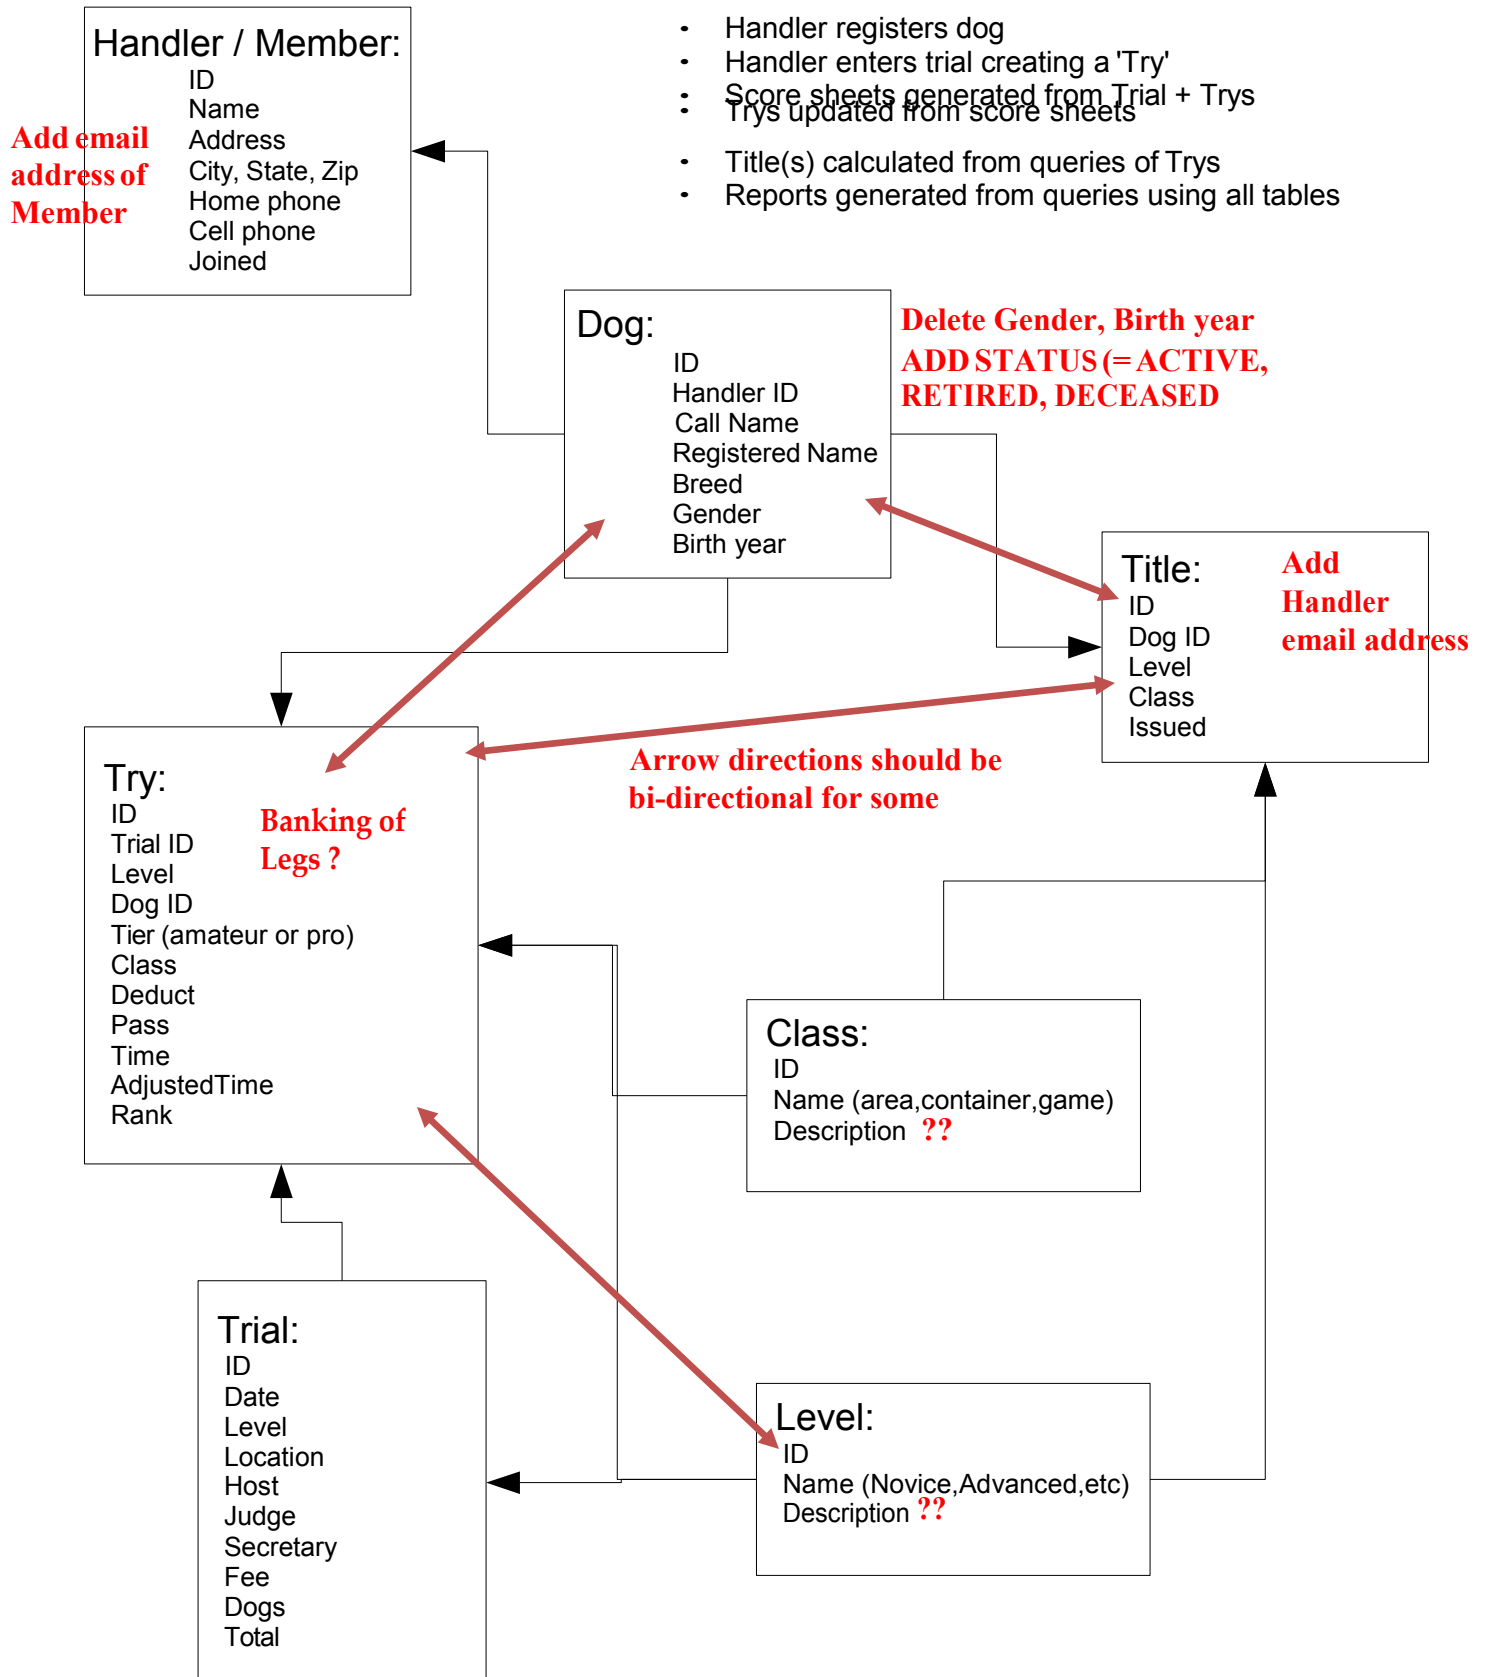 Handler / Member:
ID
Name
Address
City, State, Zip
Home phone
Cell phone
Joined
Add email
address of
Member
• Handler registers dog
• Handler enters trial creating a 'Try'
• Score sheets generated from Trial + Trys
• Trys updated from score sheets
• Title(s) calculated from queries of Trys
• Reports generated from queries using all tables
Dog:
ID
Handler ID
Call Name
Registered Name
Breed
Gender
Birth year
Delete Gender, Birth year
ADD STATUS (= ACTIVE,
RETIRED, DECEASED
Title:
ID
Dog ID
Level
Class
Issued
Add
Handler
email address
Arrow directions should be
bi-directional for some
Try:
ID
Trial ID
Level
Dog ID
Tier (amateur or pro)
Class
Deduct
Pass
Time
AdjustedTime
Rank
Banking of
Legs ?
Class:
ID
Name (area,container,game)
Description ??
Trial:
ID
Date
Level
Location
Host
Judge
Secretary
Fee
Dogs
Total
Level:
ID
Name (Novice,Advanced,etc)
Description ??